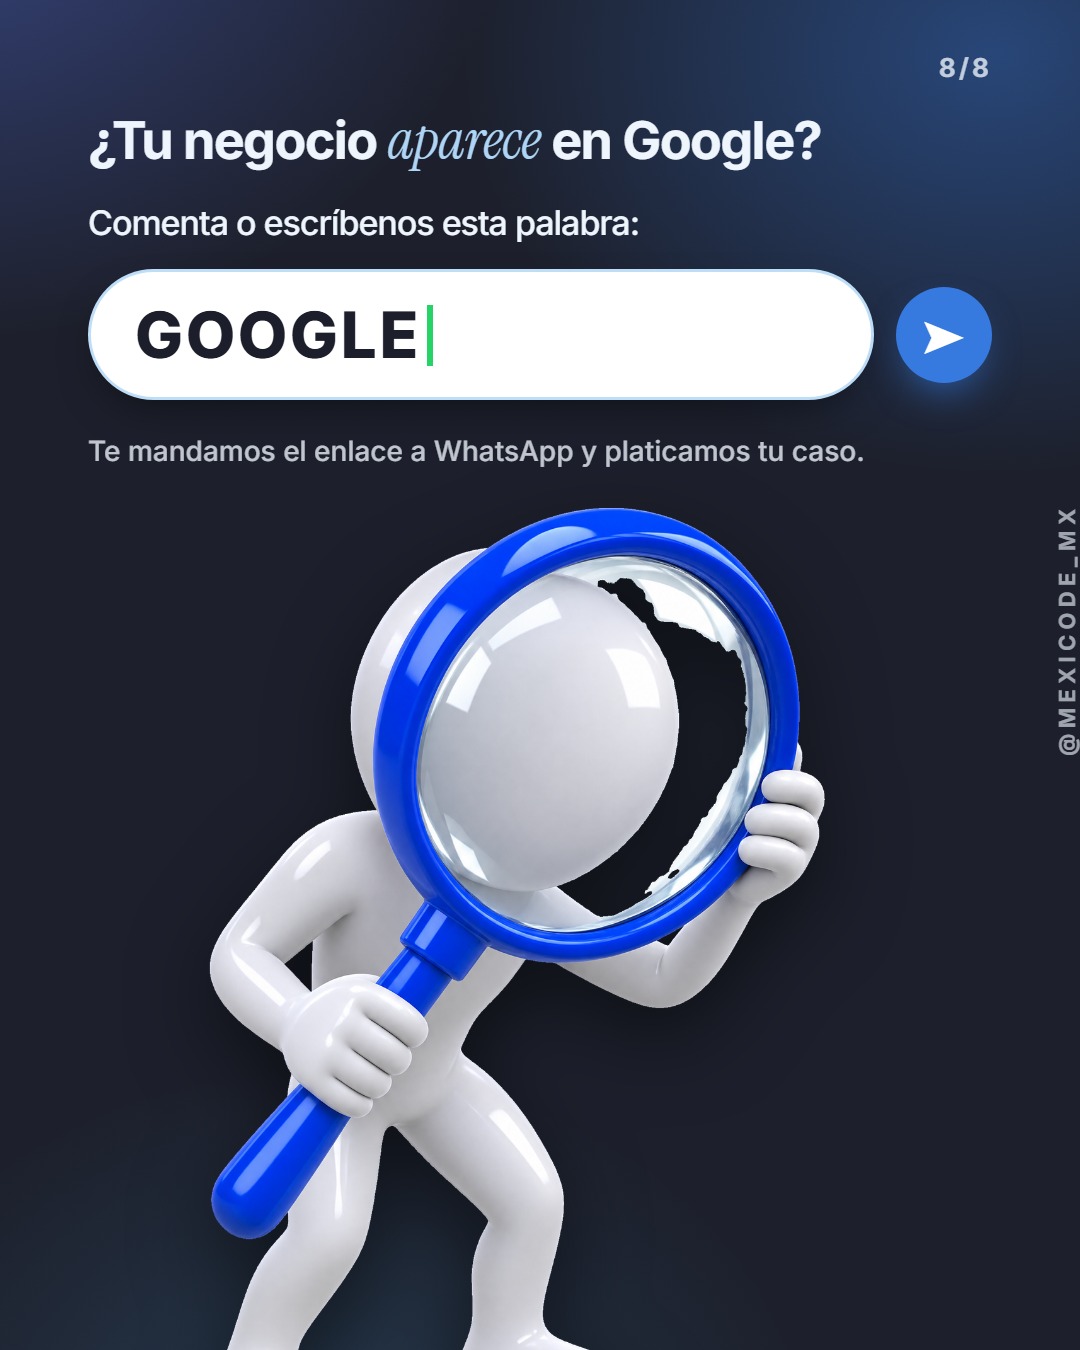 8/8
¿Tu negocio aparece en Google?
Comenta o escríbenos esta palabra:
GOOGLE
Te mandamos el enlace a WhatsApp y platicamos tu caso.
@MEXICODE_MX